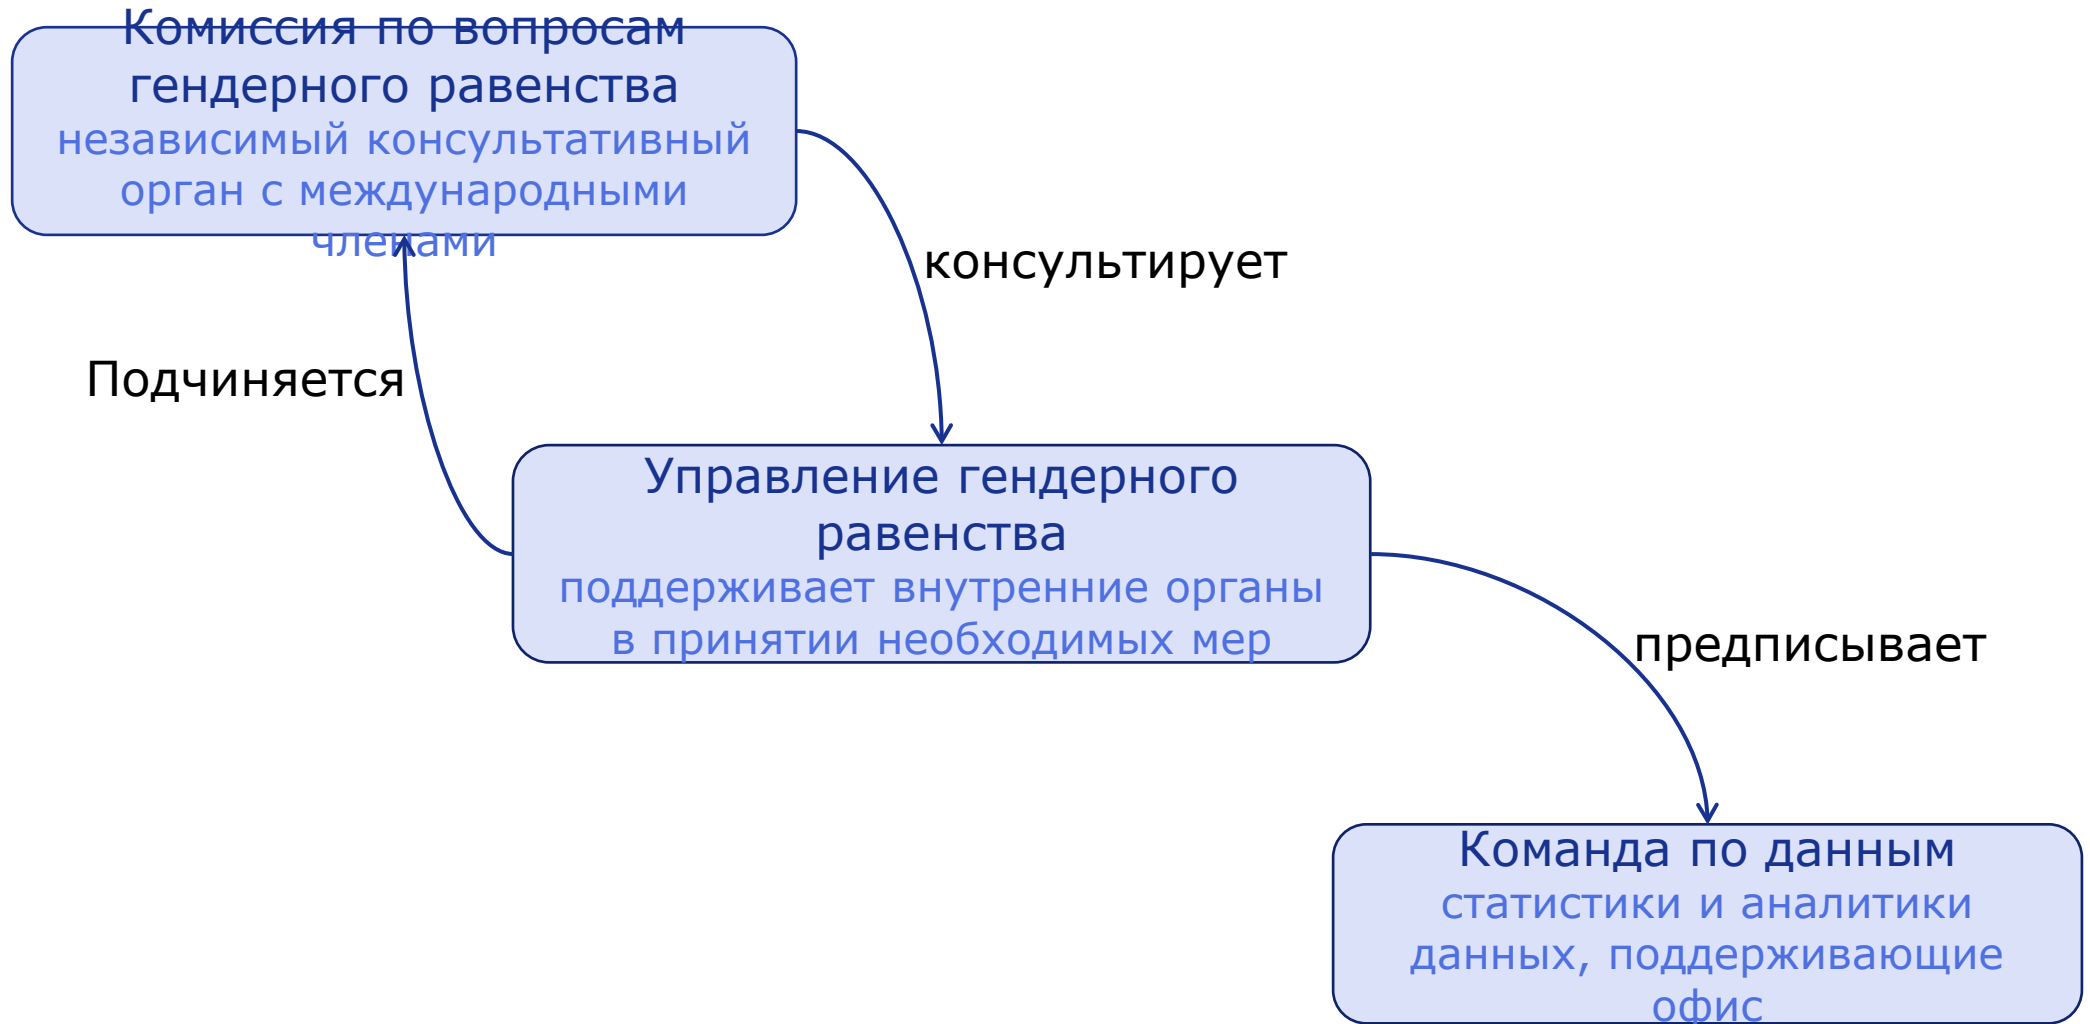 Комиссия по вопросам
гендерного равенства
независимый консультативный
орган с международными
членами
консультирует
Подчиняется
Управление гендерного
равенства
поддерживает внутренние органы
в принятии необходимых мер
предписывает
Команда по данным
статистики и аналитики
данных, поддерживающие
офис